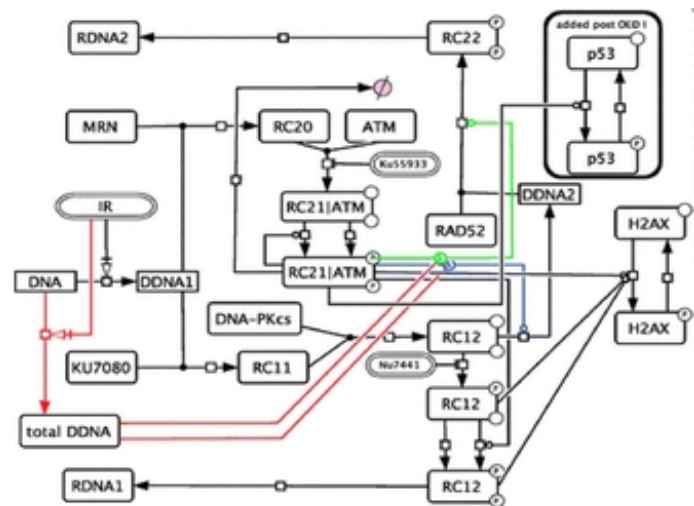 added post OKID I
RDNA2
RC22
P
P
p53
MRN
RC20
ATM
p53
P
Ku55933
IR
RC21|ATM
DDNA2
RAD52
H2AX
DNA
DDNA1
RC21|ATM
P
P
DNA-PKcs
RC12
H2AX
P
KU7080
RC11
Nu7441
RC12
P
total DDNA
RDNA1
RC12
P
P